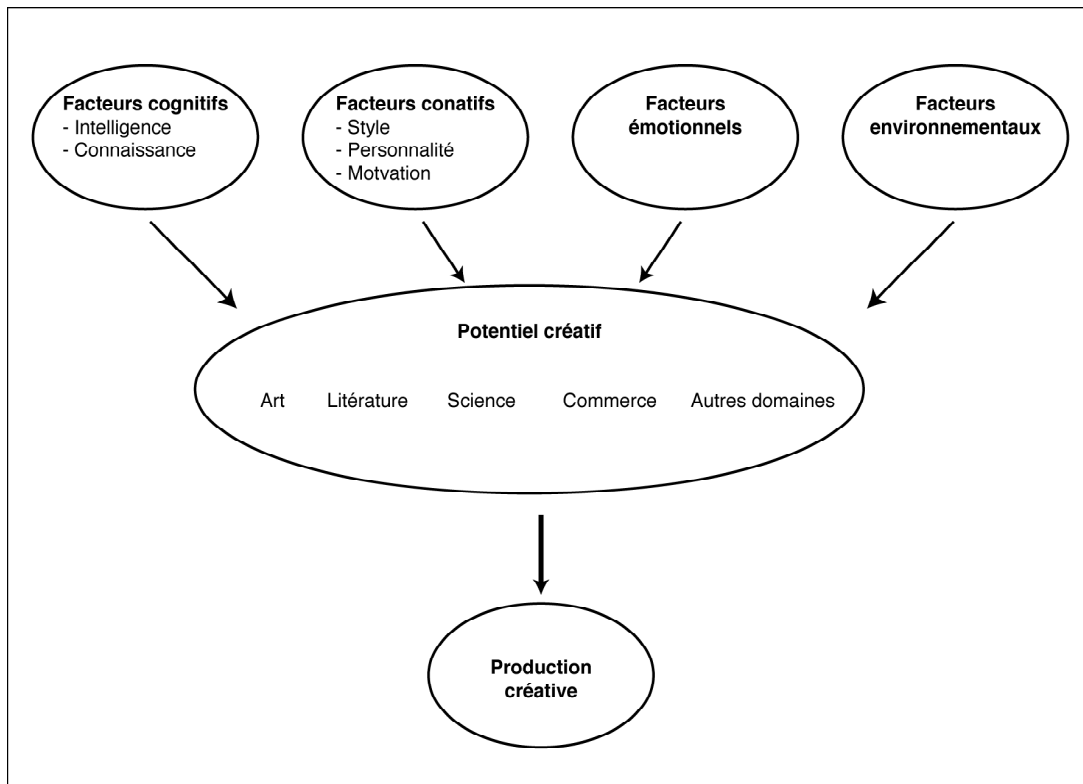 Facteurs cognitifs
- Intelligence
- Connaissance
Facteurs conatifs
- Style
- Personnalité
- Motvation
Facteurs
émotionnels
Facteurs
environnementaux
Potentiel créatif
Art Litérature Science Commerce Autres domaines
Production
créative